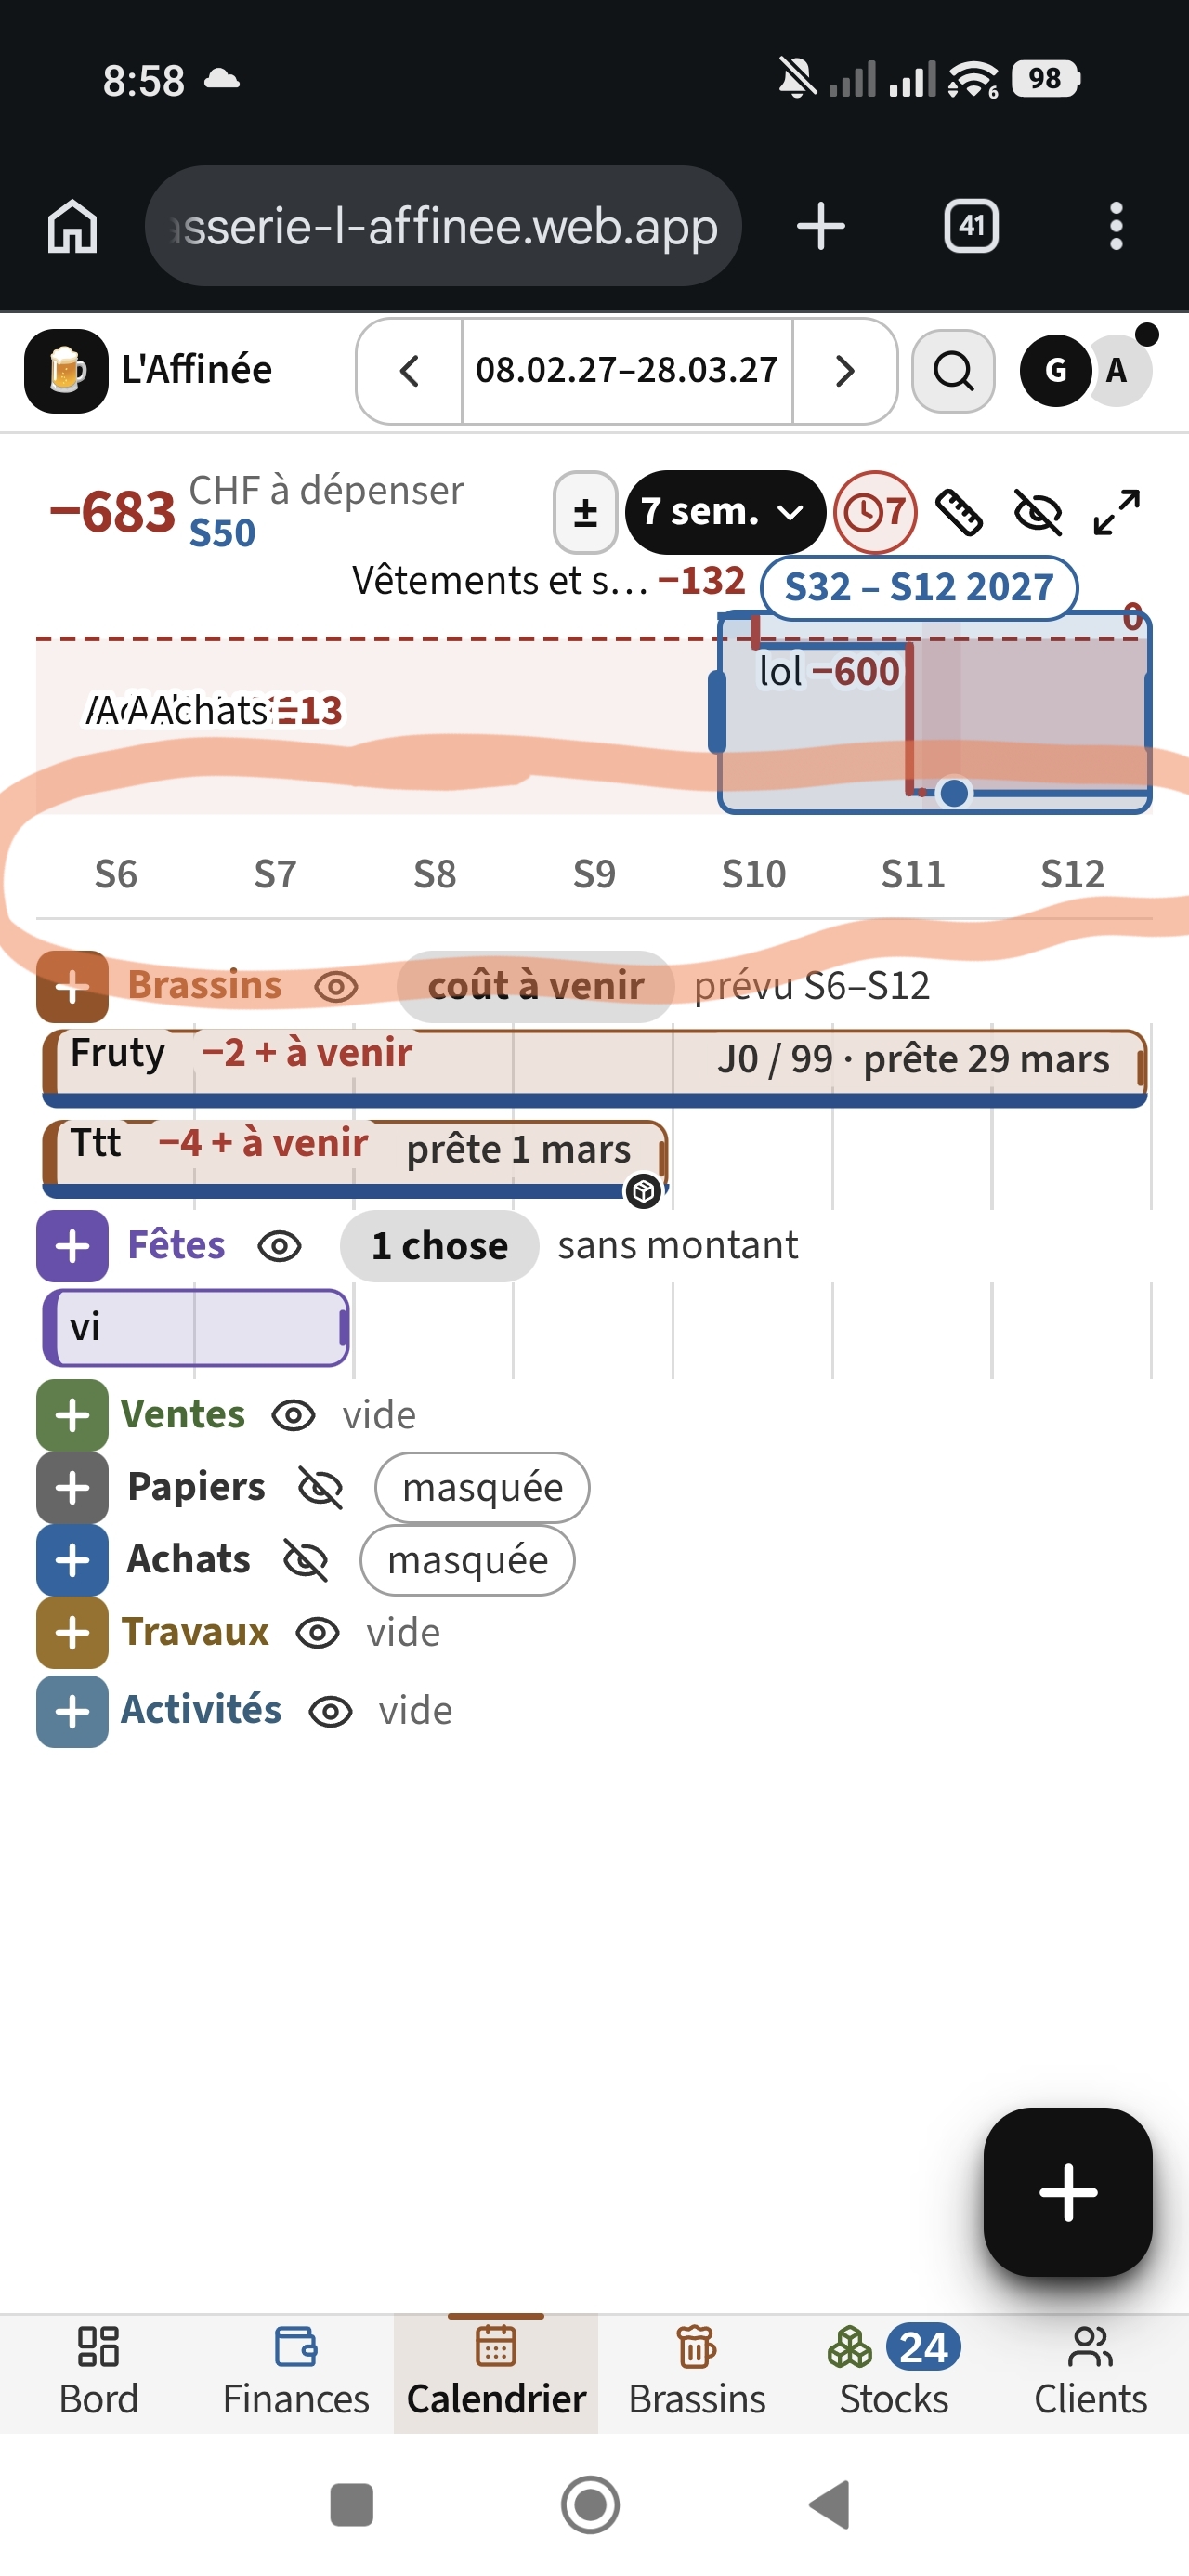 8:58
6
98
asserie-l-affinee.web.app
41
L'Affinée
08.02.27–28.03.27
G
A
−683 CHF à dépenser
S50
±
7 sem.
7
Vêtements et s… −132
S32 – S12 2027
0
lol −600
Achats −13
S6 S7 S8 S9 S10 S11 S12
Brassins coût à venir prévu S6–S12
Fruty −2 + à venir J0 / 99 · prête 29 mars
Ttt −4 + à venir prête 1 mars
Fêtes 1 chose sans montant
vi
Ventes vide
Papiers masquée
Achats masquée
Travaux vide
Activités vide
24
Bord Finances Calendrier Brassins Stocks Clients